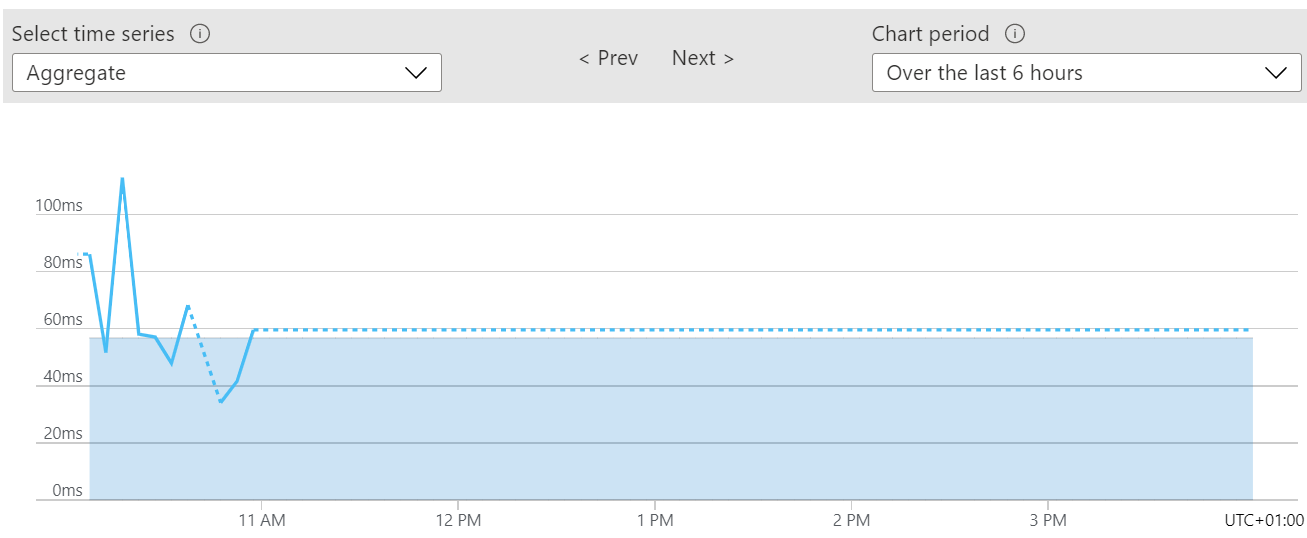 Select time series
Chart period
Aggregate
< Prev Next >
Over the last 6 hours
100ms
80ms
60ms
40ms
20ms
0ms
11 AM 12 PM 1 PM 2 PM 3 PM UTC+01:00